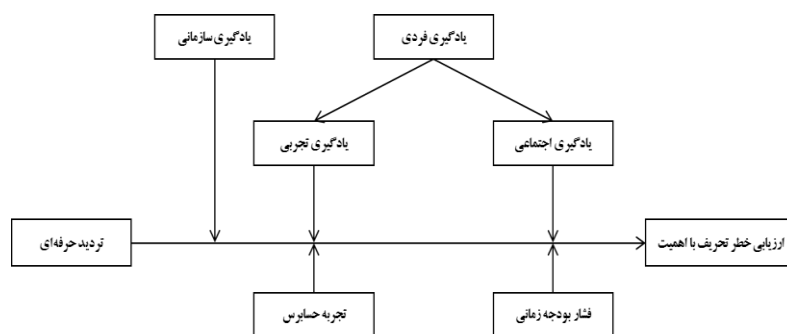 یادگیری فردی
یادگیری سازمانی
یادگیری اجتماعی
یادگیری تجربی
ارزیابی خطر تحریف با اهمیت
تردید حرفه‌ای
فشار بودجه زمانی
تجربه حسابرس